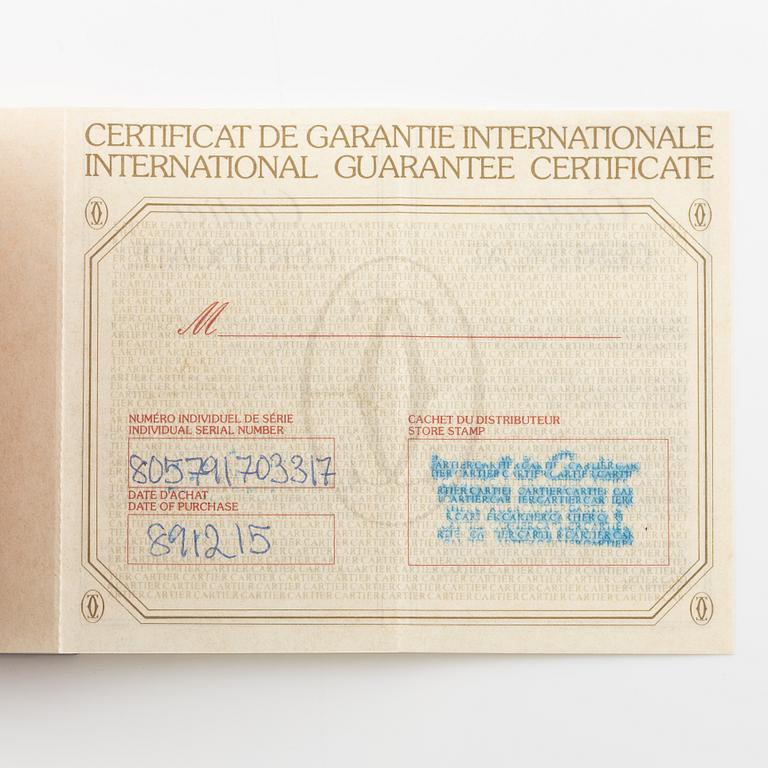 CERTIFICAT DE GARANTIE INTERNATIONALE
INTERNATIONAL GUARANTEE CERTIFICATE
M
NUMÉRO INDIVIDUEL DE SÉRIE
INDIVIDUAL SERIAL NUMBER
805791703317
DATE D'ACHAT
DATE OF PURCHASE
891215
CACHET DU DISTRIBUTEUR
STORE STAMP